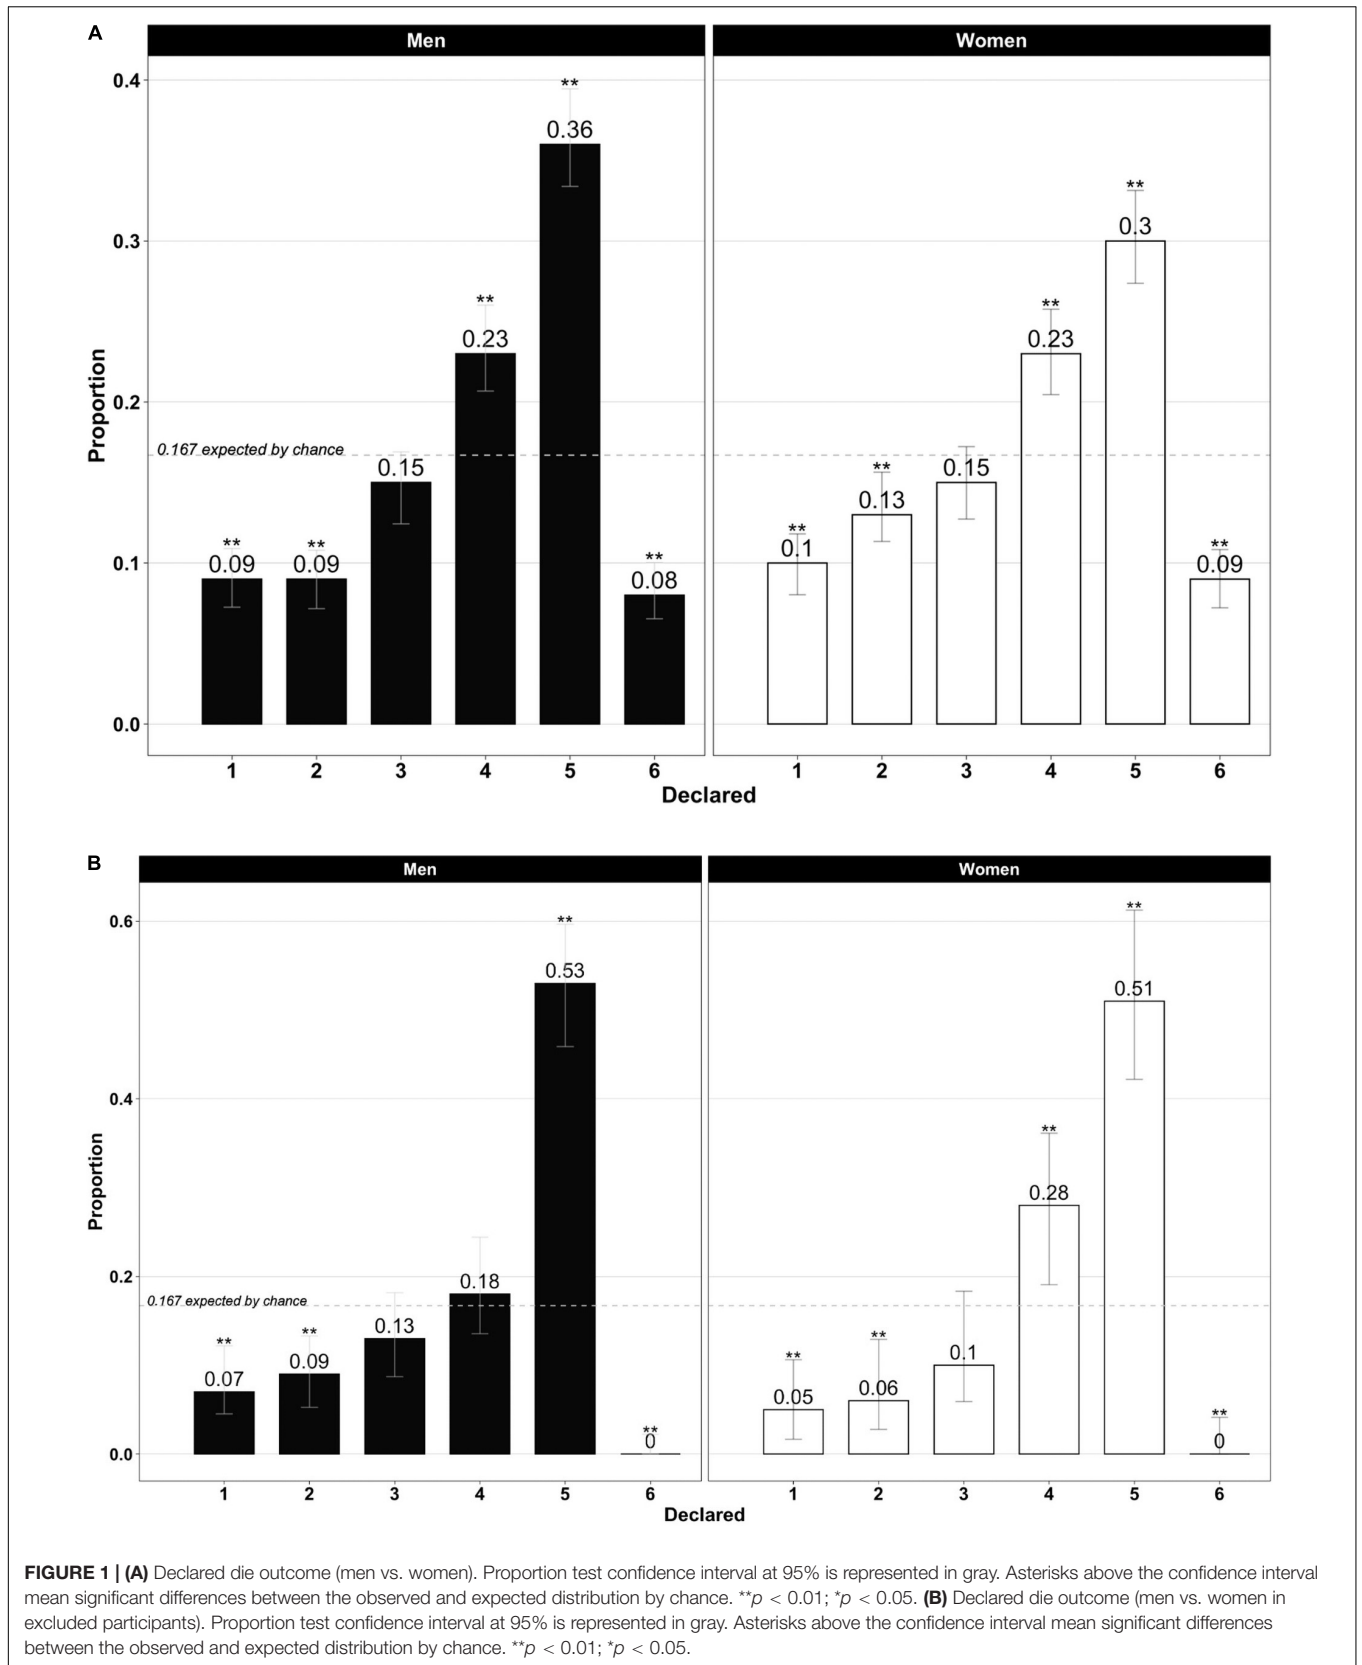 A
Men
Women
0.4
0.3
0.2
0.1
0.0
Proportion
0.167 expected by chance
**
0.09
**
0.09
0.15
**
0.23
**
0.36
**
0.08
**
0.1
**
0.13
0.15
**
0.23
**
0.3
**
0.09
1 2 3 4 5 6 1 2 3 4 5 6
Declared
B
Men
Women
0.6
0.4
0.2
0.0
Proportion
0.167 expected by chance
**
0.07
**
0.09
0.13
0.18
**
0.53
**
0
**
0.05
**
0.06
0.1
**
0.28
**
0.51
**
0
1 2 3 4 5 6 1 2 3 4 5 6
Declared
FIGURE 1 | (A) Declared die outcome (men vs. women). Proportion test confidence interval at 95% is represented in gray. Asterisks above the confidence interval
mean significant differences between the observed and expected distribution by chance. **p < 0.01; *p < 0.05. (B) Declared die outcome (men vs. women in
excluded participants). Proportion test confidence interval at 95% is represented in gray. Asterisks above the confidence interval mean significant differences
between the observed and expected distribution by chance. **p < 0.01; *p < 0.05.